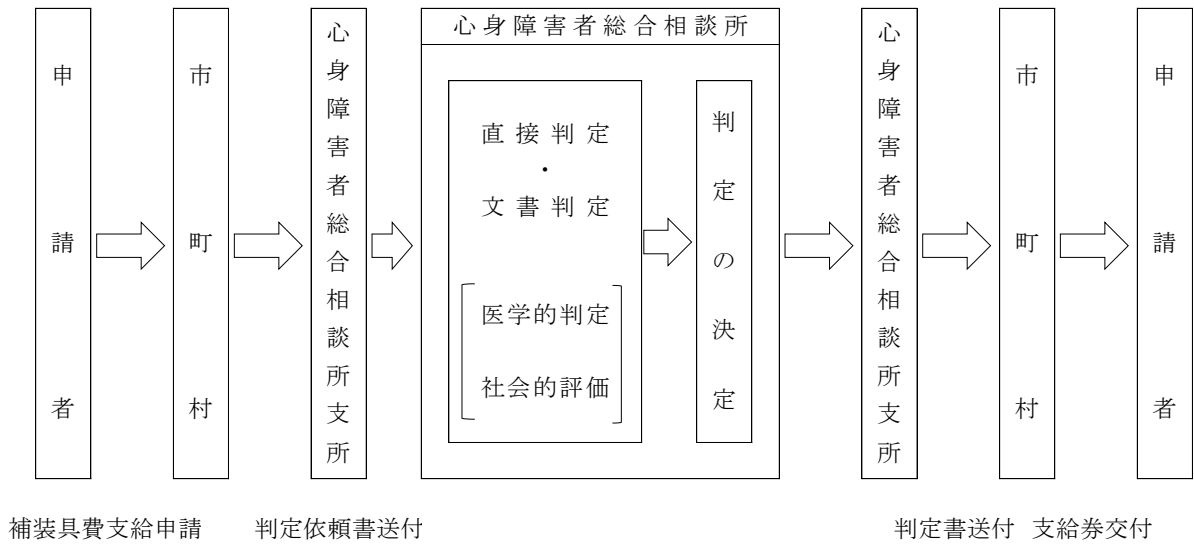 申請者
市町村
心身障害者総合相談所支所
心身障害者総合相談所
直接判定
・
文書判定
医学的判定
社会的評価
判定の決定
心身障害者総合相談所支所
市町村
申請者
補装具費支給申請 判定依頼書送付 判定書送付 支給券交付